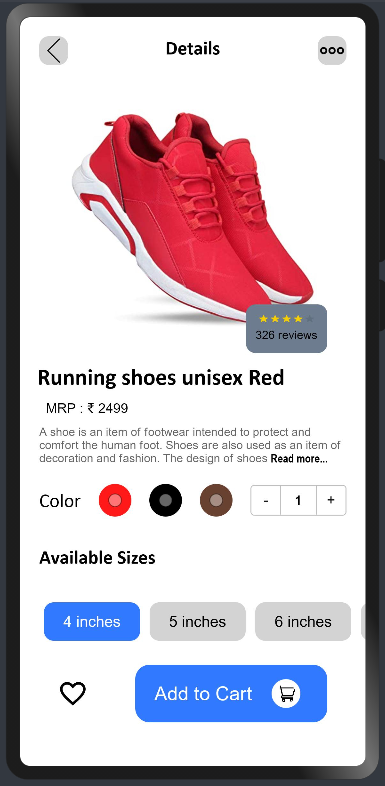 Details
326 reviews
Running shoes unisex Red
MRP : ₹ 2499
A shoe is an item of footwear intended to protect and
comfort the human foot. Shoes are also used as an item of
decoration and fashion. The design of shoes Read more...
Color - 1 +
Available Sizes
4 inches 5 inches 6 inches
Add to Cart